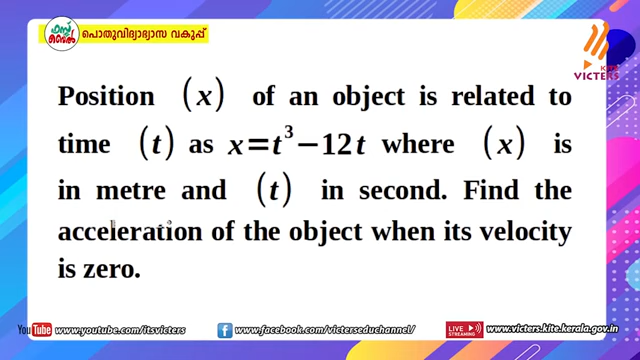 ഫസ്റ്റ് ബെൽ പൊതുവിദ്യാഭ്യാസ വകുപ്പ്
KITE VICTERS
Position (x) of an object is related to
time (t) as x=t³−12t where (x) is
in metre and (t) in second. Find the
acceleration of the object when its velocity
is zero.
YouTube www.youtube.com/itsvicters f www.facebook.com/victerseduchannel/ LIVE STREAMING www.victers.kite.kerala.gov.in